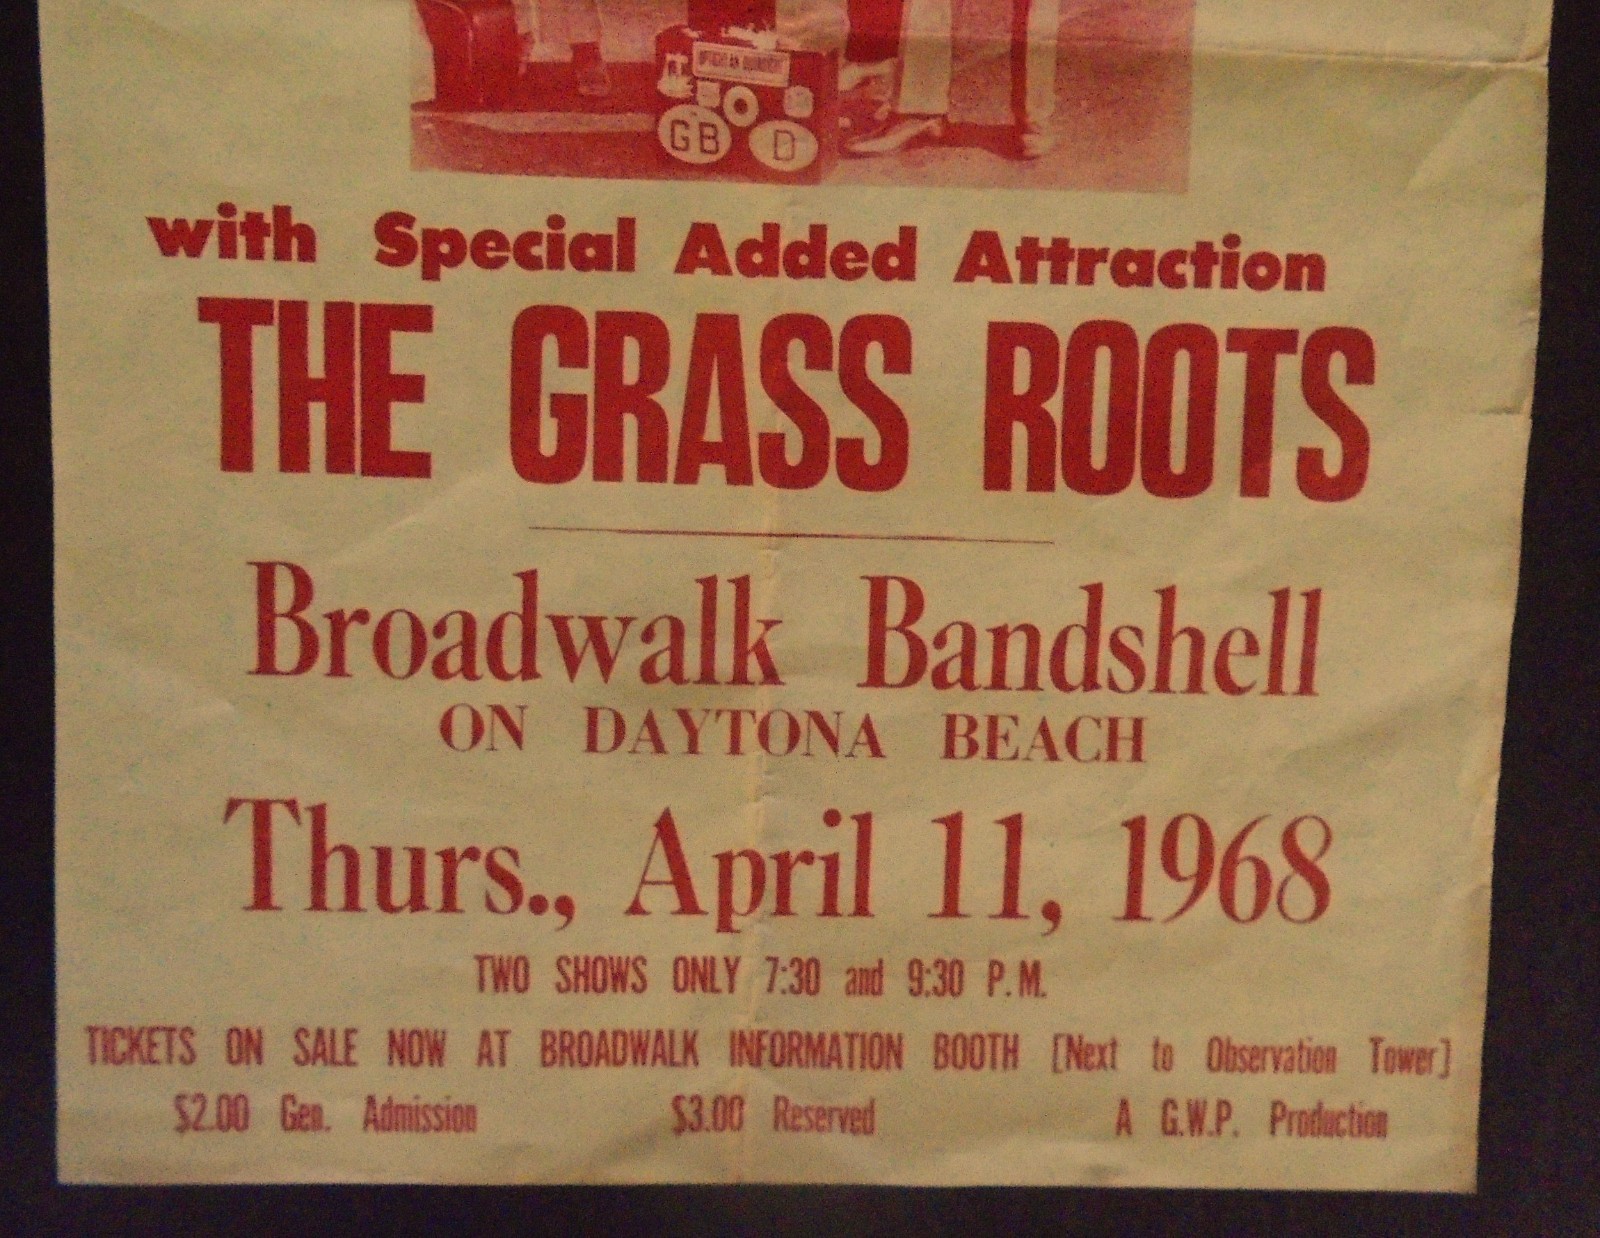 GB D
with Special Added Attraction
THE GRASS ROOTS
Broadwalk Bandshell
ON DAYTONA BEACH
Thurs., April 11, 1968
TWO SHOWS ONLY 7:30 and 9:30 P.M.
TICKETS ON SALE NOW AT BROADWALK INFORMATION BOOTH [Next to Observation Tower]
$2.00 Gen. Admission $3.00 Reserved A G.W.P. Production